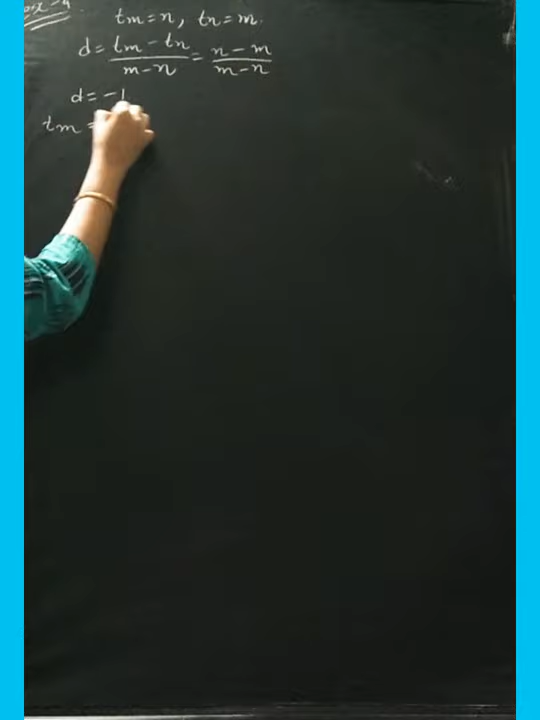 tm = n, tn = m.
d = tm - tn / m - n = n - m / m - n
d = -1
tm =